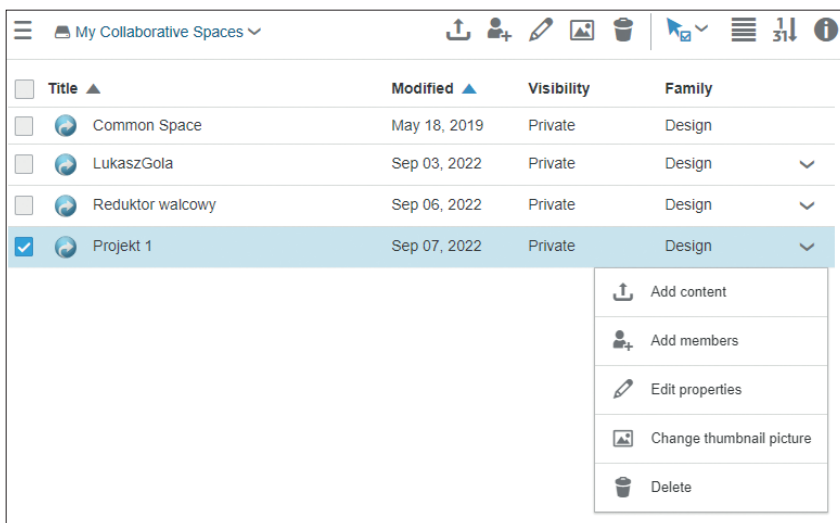 My Collaborative Spaces
Title Modified Visibility Family
Common Space May 18, 2019 Private Design
LukaszGola Sep 03, 2022 Private Design
Reduktor walcowy Sep 06, 2022 Private Design
Projekt 1 Sep 07, 2022 Private Design
Add content
Add members
Edit properties
Change thumbnail picture
Delete